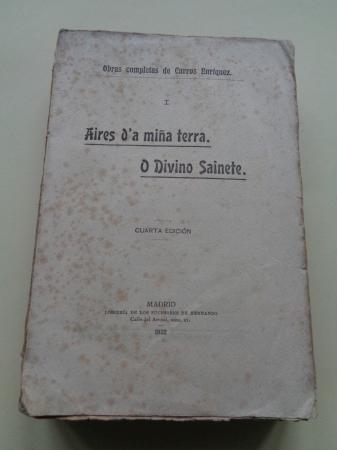 Obras completas de Curros Enríquez.
I.
Aires d'a miña terra.
O Divino Sainete.
CUARTA EDICIÓN
MADRID
LIBRERÍA DE LOS SUCESORES DE HERNANDO
Calle del Arenal, núm. 11.